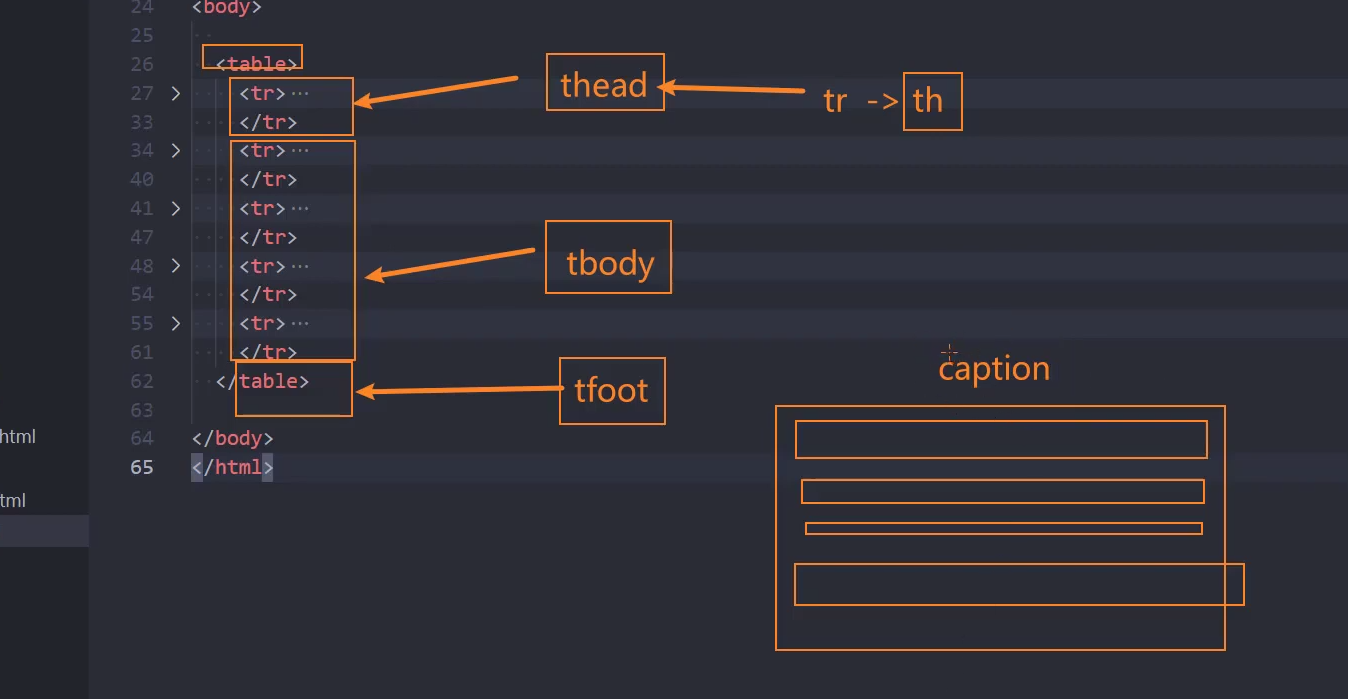 24 <body>
25
26 <table>
27 <tr>···
33 </tr>
34 <tr>···
40 </tr>
41 <tr>···
47 </tr>
48 <tr>···
54 </tr>
55 <tr>···
61 </tr>
62 </table>
63
64 </body>
65 </html>
html
tml
thead
tr -> th
tbody
tfoot
caption